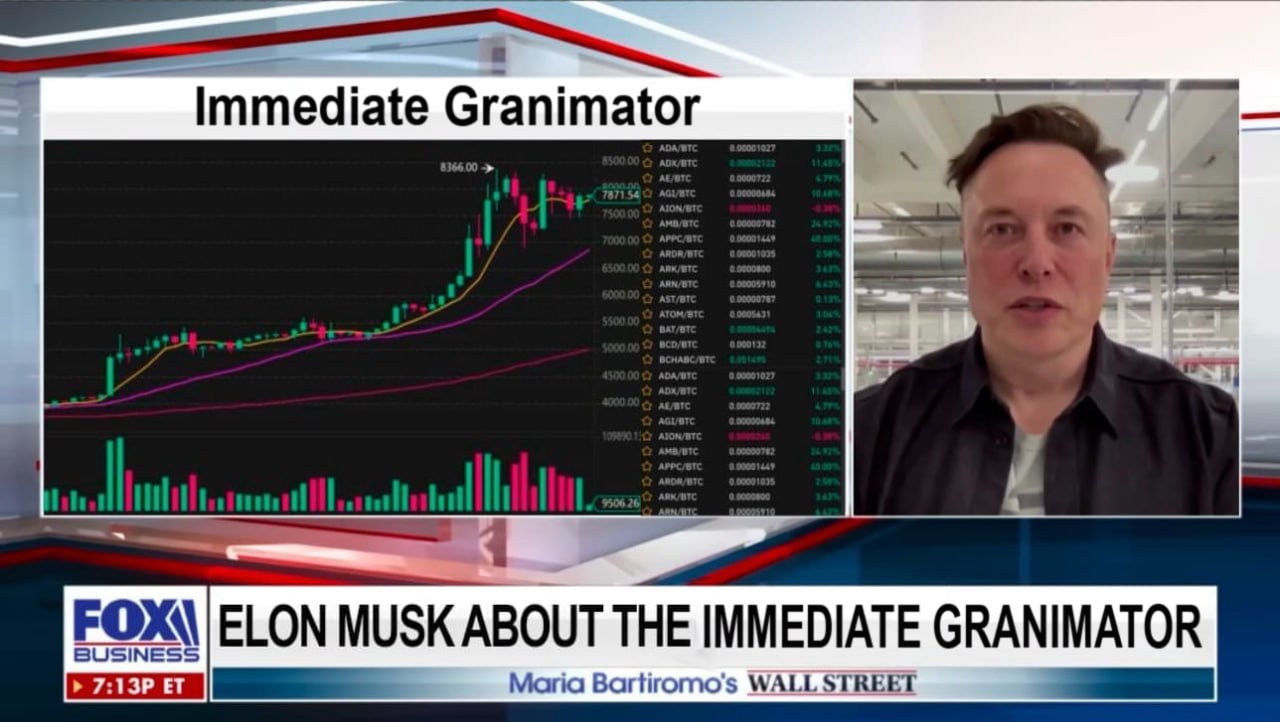 Immediate Granimator
8366.00
8500.00
8000.00
7871.54
7500.00
7000.00
6500.00
6000.00
5500.00
5000.00
4500.00
4000.00
109890.1
9506.26
ADA/BTC 0.00001027 3.32%
ADX/BTC 0.00002122 11.65%
AE/BTC 0.0000722 4.79%
AGI/BTC 0.00000684 10.68%
AION/BTC 0.0000260 -0.38%
AMB/BTC 0.00000782 24.92%
APPC/BTC 0.00001449 40.00%
ARDR/BTC 0.00001035 2.58%
ARK/BTC 0.0000800 3.63%
ARN/BTC 0.00005910 6.43%
AST/BTC 0.00000787 0.13%
ATOM/BTC 0.0005631 3.04%
BAT/BTC 0.00004494 2.42%
BCD/BTC 0.000132 0.76%
BCHABC/BTC 0.051495 2.71%
ADA/BTC 0.00001027 3.32%
ADX/BTC 0.00002122 11.65%
AE/BTC 0.0000722 4.79%
AGI/BTC 0.00000684 10.68%
AION/BTC 0.0000260 -0.38%
AMB/BTC 0.00000782 24.92%
APPC/BTC 0.00001449 40.00%
ARDR/BTC 0.00001035 2.58%
ARK/BTC 0.0000800 3.63%
ARN/BTC 0.00005910 6.43%
FOX
BUSINESS
7:13P ET
ELON MUSK ABOUT THE IMMEDIATE GRANIMATOR
Maria Bartiromo's WALL STREET